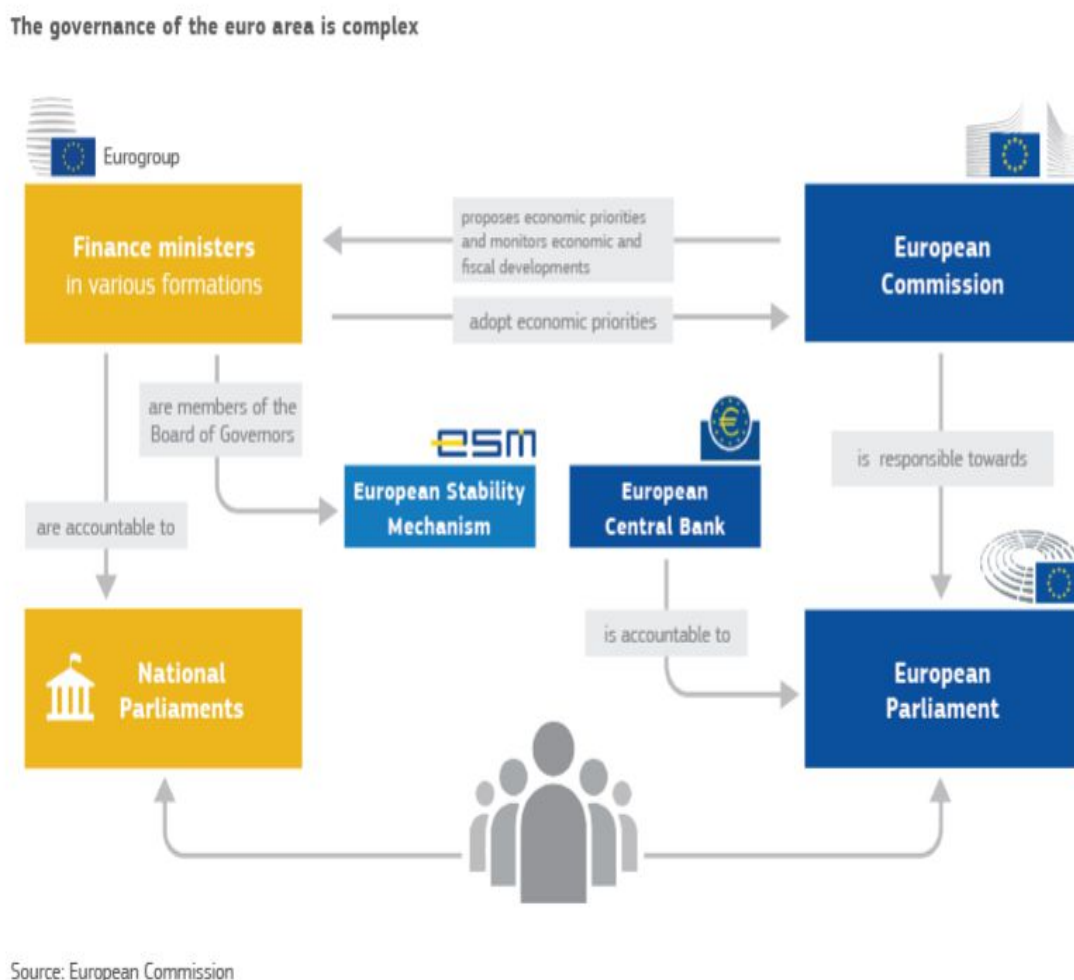 The governance of the euro area is complex
Eurogroup
Finance ministers
in various formations
proposes economic priorities
and monitors economic and
fiscal developments
adopt economic priorities
European
Commission
are members of the
Board of Governors
esm
European Stability
Mechanism
€
European
Central Bank
is responsible towards
are accountable to
is accountable to
National
Parliaments
European
Parliament
Source: European Commission